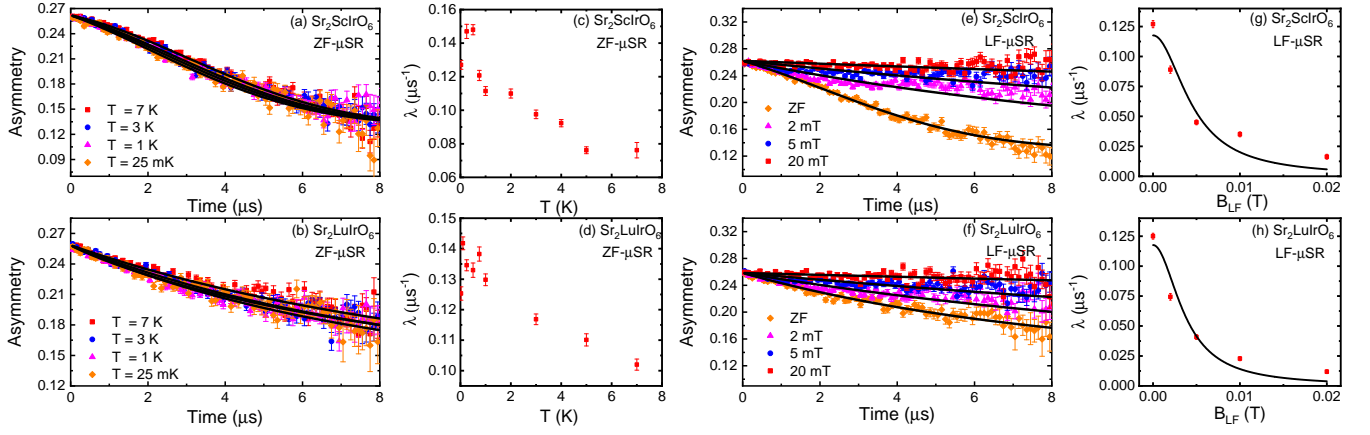 (a) Sr2ScIrO6
ZF-μSR
0.27
0.24
0.21
0.18
0.15
0.12
0.09
Asymmetry
T = 7 K
T = 3 K
T = 1 K
T = 25 mK
0 2 4 6 8
Time (μs)
(c) Sr2ScIrO6
ZF-μSR
0.16
0.14
0.12
0.10
0.08
0.06
λ (μs-1)
0 2 4 6 8
T (K)
(e) Sr2ScIrO6
LF-μSR
0.32
0.28
0.24
0.20
0.16
0.12
Asymmetry
ZF
2 mT
5 mT
20 mT
0 2 4 6 8
Time (μs)
(g) Sr2ScIrO6
LF-μSR
0.125
0.100
0.075
0.050
0.025
0.000
λ (μs-1)
0.00 0.01 0.02
BLF (T)
(b) Sr2LuIrO6
ZF-μSR
0.27
0.24
0.21
0.18
0.15
0.12
Asymmetry
T = 7 K
T = 3 K
T = 1 K
T = 25 mK
0 2 4 6 8
Time (μs)
(d) Sr2LuIrO6
ZF-μSR
0.15
0.14
0.13
0.12
0.11
0.10
λ (μs-1)
0 2 4 6 8
T (K)
(f) Sr2LuIrO6
LF-μSR
0.32
0.28
0.24
0.20
0.16
0.12
Asymmetry
ZF
2 mT
5 mT
20 mT
0 2 4 6 8
Time (μs)
(h) Sr2LuIrO6
LF-μSR
0.125
0.100
0.075
0.050
0.025
0.000
λ (μs-1)
0.00 0.01 0.02
BLF (T)